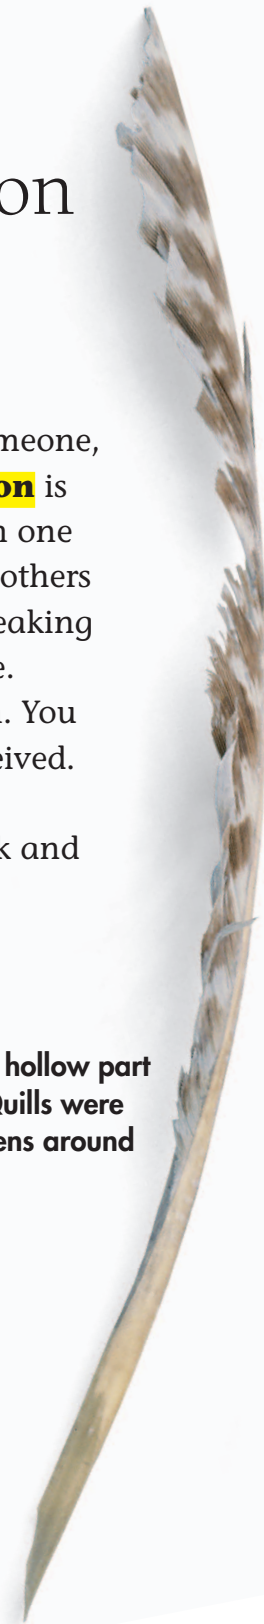 on
meone,
on is
n one
others
eaking
e.
. You
eived.
k and
hollow part
Quills were
ens around